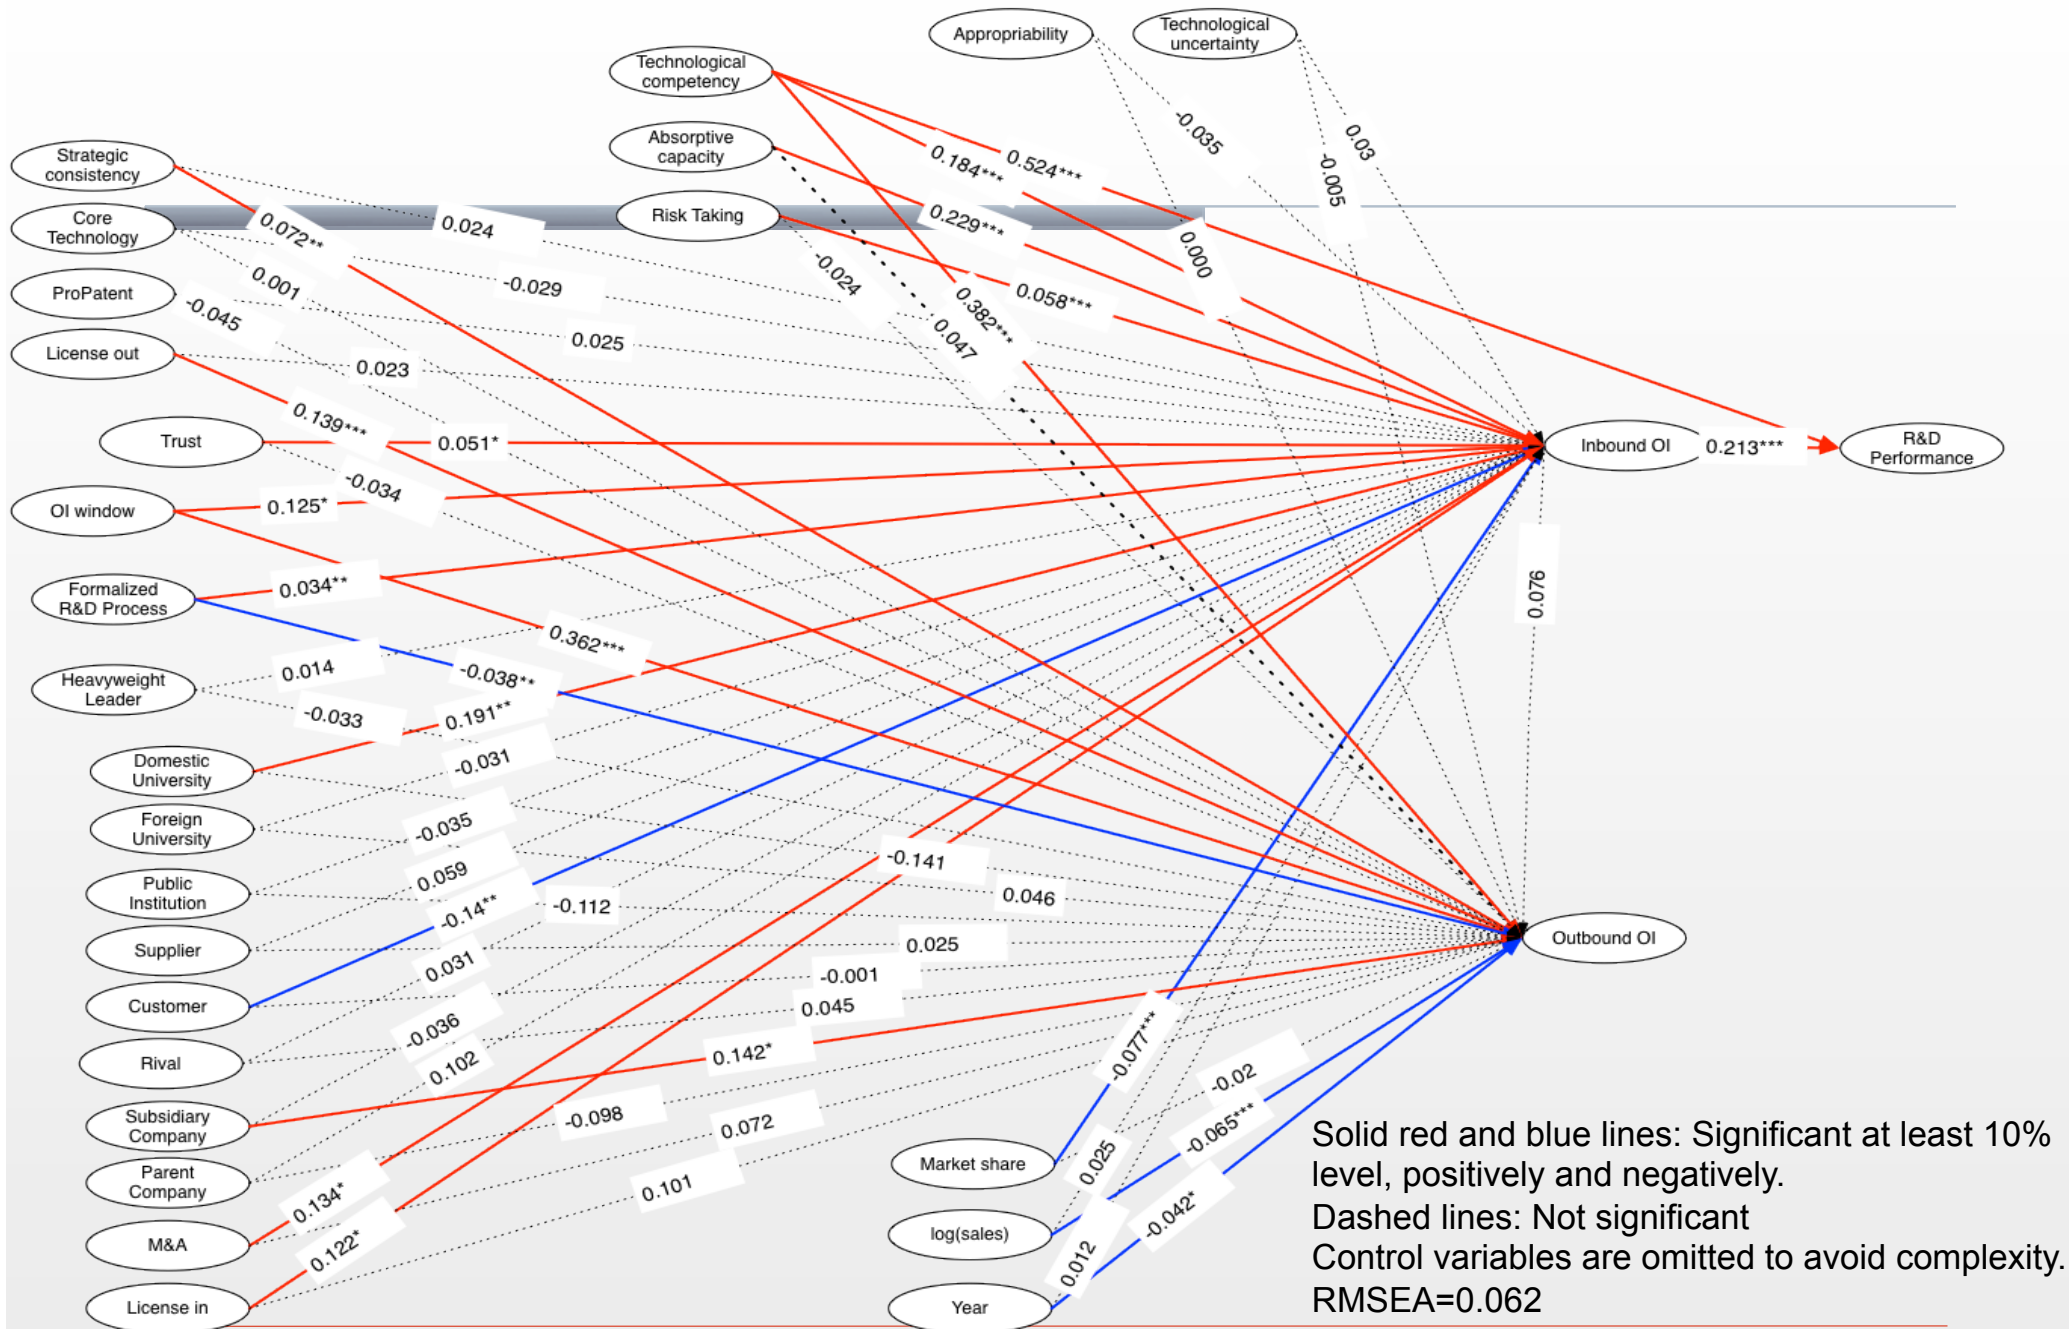 Appropriability
Technological
uncertainty
Technological
competency
Absorptive
capacity
Risk Taking
Strategic
consistency
Core
Technology
ProPatent
License out
Trust
OI window
Formalized
R&D Process
Heavyweight
Leader
Domestic
University
Foreign
University
Public
Institution
Supplier
Customer
Rival
Subsidiary
Company
Parent
Company
M&A
License in
Market share
log(sales)
Year
Inbound OI
R&D
Performance
Outbound OI
-0.035
0.03
-0.005
0.000
0.524***
0.184***
0.229***
0.058***
-0.024
0.382***
0.047
0.072**
0.024
0.001
-0.029
-0.045
0.025
0.023
0.139***
0.051*
-0.034
0.125*
0.213***
0.034**
0.362***
0.076
0.014
-0.038**
-0.033
0.191**
-0.031
-0.035
0.059
-0.141
0.046
-0.14**
-0.112
0.031
0.025
-0.001
0.045
-0.036
0.102
0.142*
-0.098
0.072
0.101
0.134*
0.122*
-0.077***
-0.02
-0.065***
0.025
-0.042*
0.012
Solid red and blue lines: Significant at least 10%
level, positively and negatively.
Dashed lines: Not significant
Control variables are omitted to avoid complexity.
RMSEA=0.062